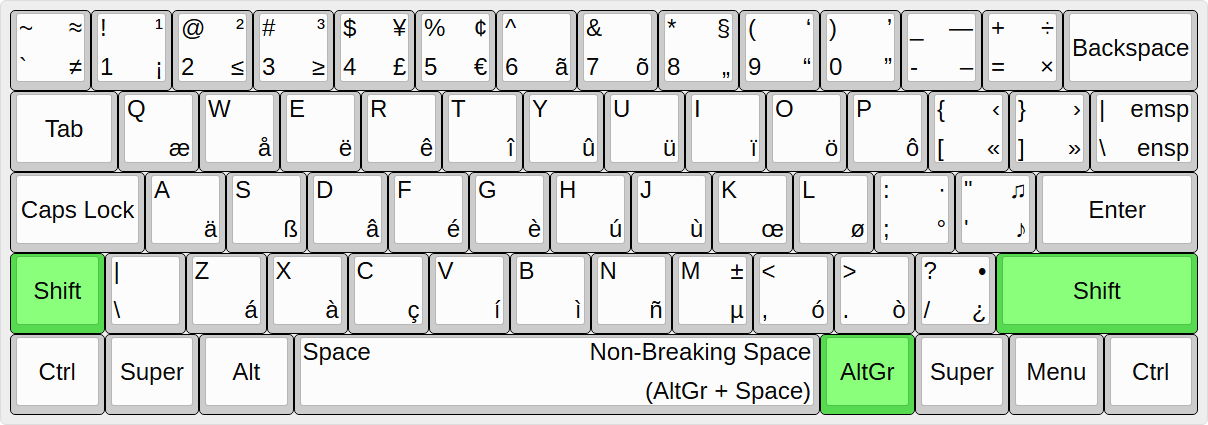 ~ ≈ ! ¹ @ ² # ³ $ ¥ % ¢ ^ & * § ( ‘ ) ’ _ — + ÷ Backspace
` ≠ 1 ¡ 2 ≤ 3 ≥ 4 £ 5 € 6 ã 7 õ 8 „ 9 “ 0 ” - – = ×
Tab Q W E R T Y U I O P { ‹ } › | emsp
æ å ë ê î û ü ï ö ô [ « ] » \ ensp
Caps Lock A S D F G H J K L : · " ♫ Enter
ä ß â é è ú ù œ ø ; ° ' ♪
Shift | Z X C V B N M ± < > ? • Shift
\ á à ç í ì ñ µ , ó . ò / ¿
Ctrl Super Alt Space Non-Breaking Space AltGr Super Menu Ctrl
(AltGr + Space)